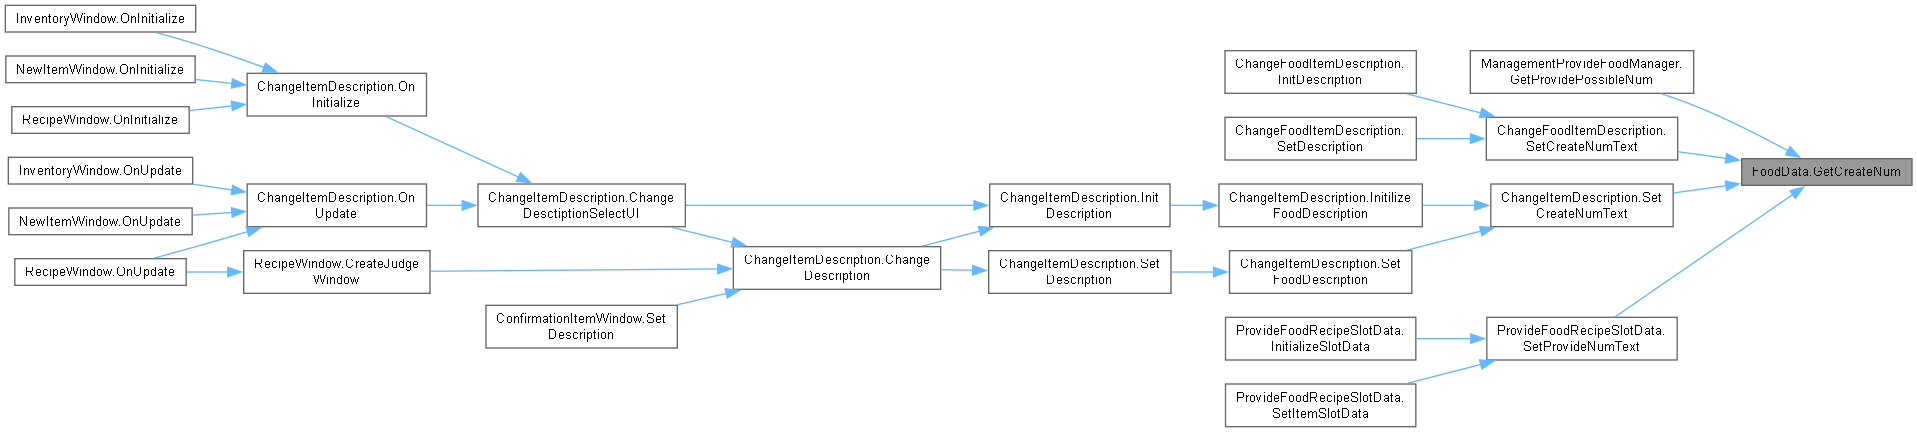 InventoryWindow.OnInitialize
NewItemWindow.OnInitialize
RecipeWindow.OnInitialize
InventoryWindow.OnUpdate
NewItemWindow.OnUpdate
RecipeWindow.OnUpdate
ChangeItemDescription.On
Initialize
ChangeItemDescription.On
Update
RecipeWindow.CreateJudge
Window
ChangeItemDescription.Change
DesctiptionSelectUI
ConfirmationItemWindow.Set
Description
ChangeItemDescription.Change
Description
ChangeItemDescription.Init
Description
ChangeItemDescription.Set
Description
ChangeFoodItemDescription.
InitDescription
ChangeFoodItemDescription.
SetDescription
ChangeItemDescription.Initilize
FoodDescription
ChangeItemDescription.Set
FoodDescription
ProvideFoodRecipeSlotData.
InitializeSlotData
ProvideFoodRecipeSlotData.
SetItemSlotData
ManagementProvideFoodManager.
GetProvidePossibleNum
ChangeFoodItemDescription.
SetCreateNumText
ChangeItemDescription.Set
CreateNumText
ProvideFoodRecipeSlotData.
SetProvideNumText
FoodData.GetCreateNum